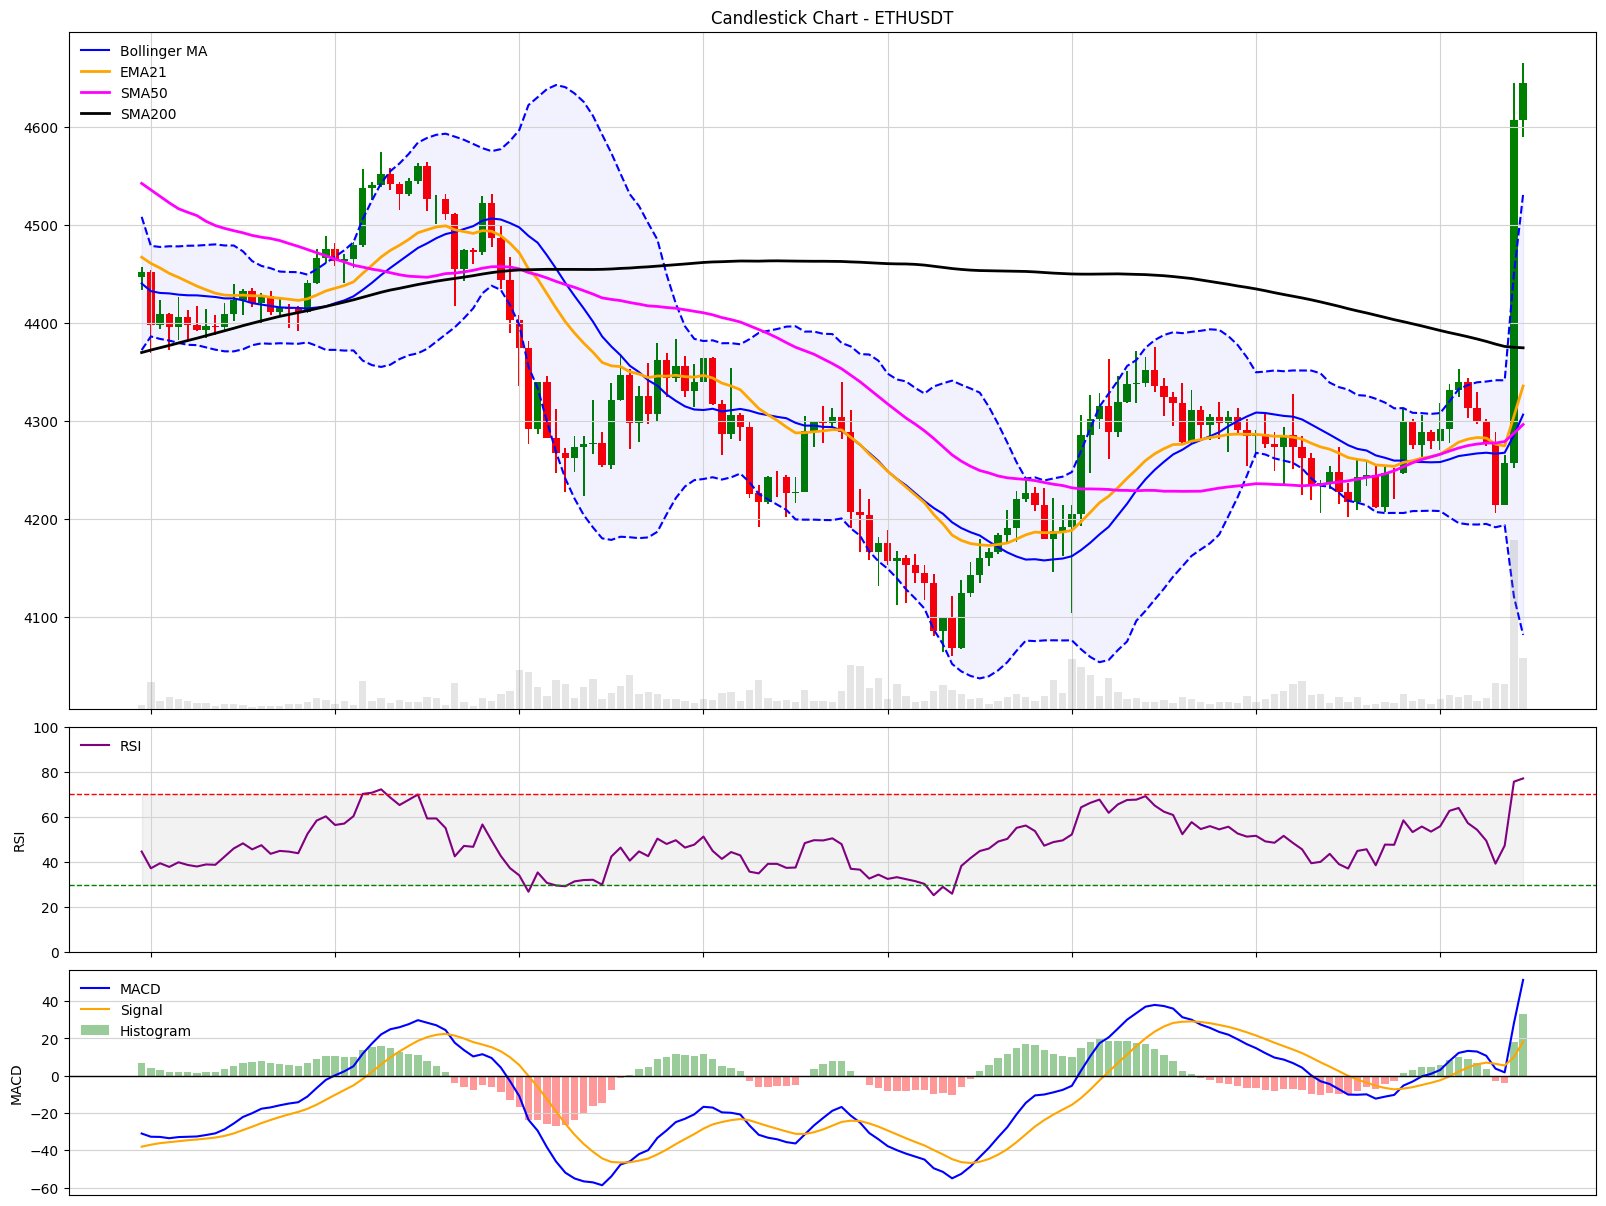 Candlestick Chart - ETHUSDT
Bollinger MA
EMA21
SMA50
SMA200
4600
4500
4400
4300
4200
4100
100
80
60
40
20
0
RSI
RSI
40
20
0
−20
−40
−60
MACD
MACD
Signal
Histogram